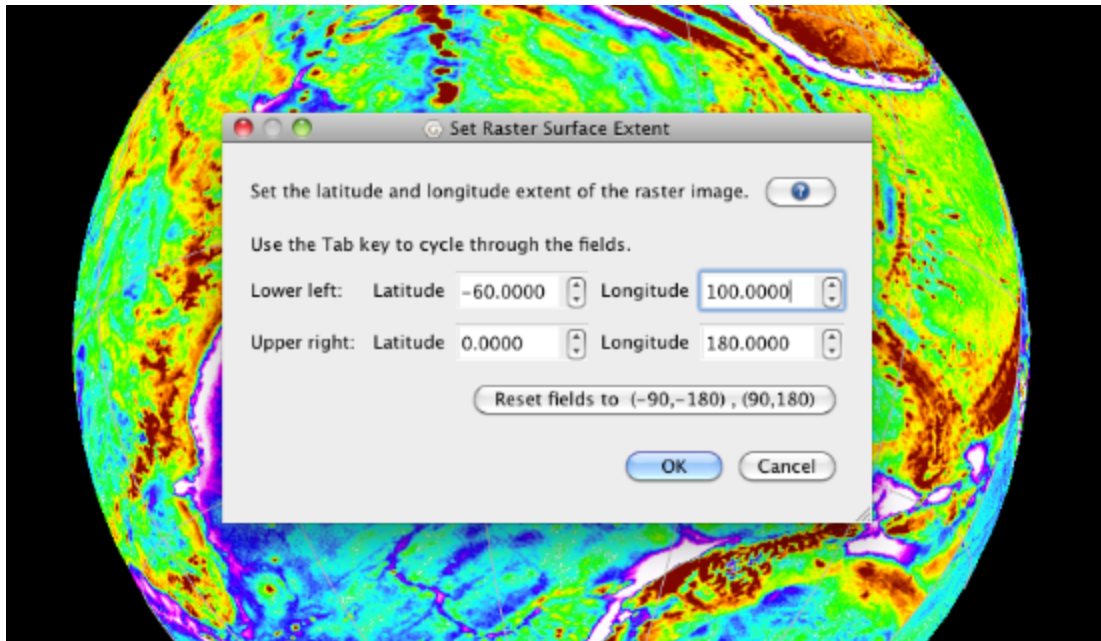 Set Raster Surface Extent
Set the latitude and longitude extent of the raster image.
Use the Tab key to cycle through the fields.
Lower left: Latitude -60.0000 Longitude 100.0000
Upper right: Latitude 0.0000 Longitude 180.0000
Reset fields to (-90,-180) , (90,180)
OK Cancel